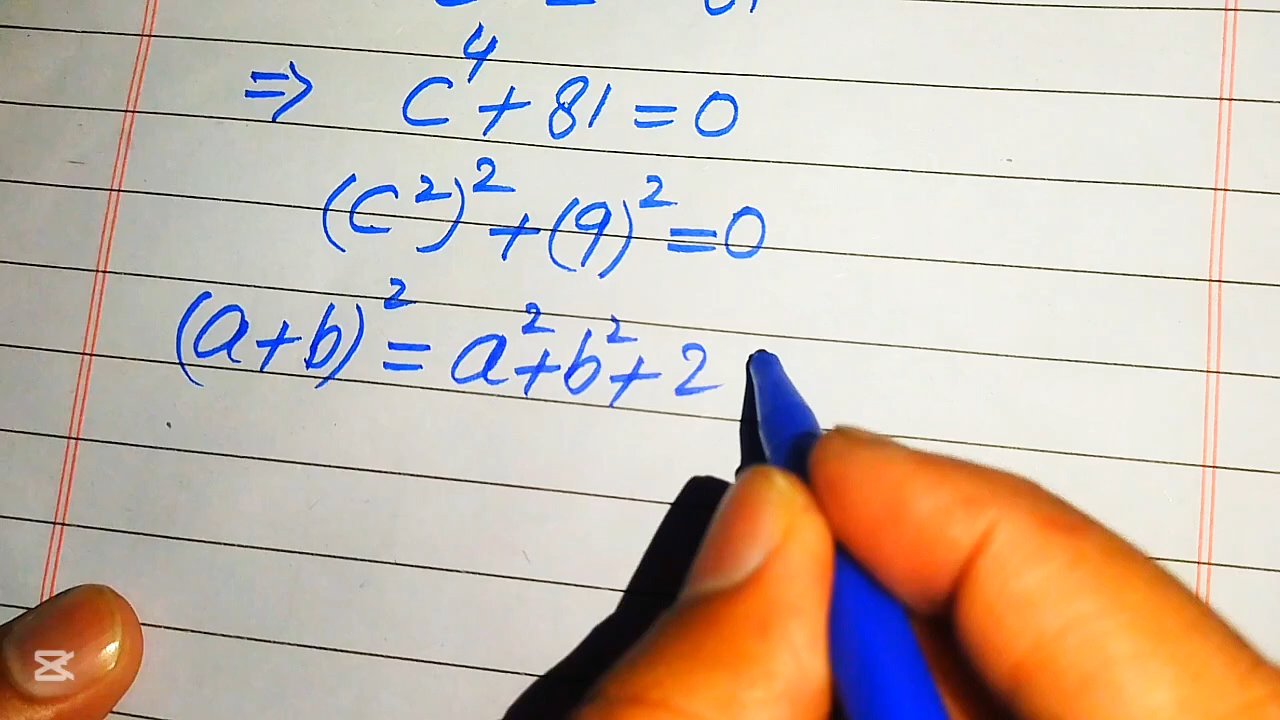 ⇒ C⁴ + 81 = 0
(C²)² + (9)² = 0
(a+b)² = a² + b² + 2